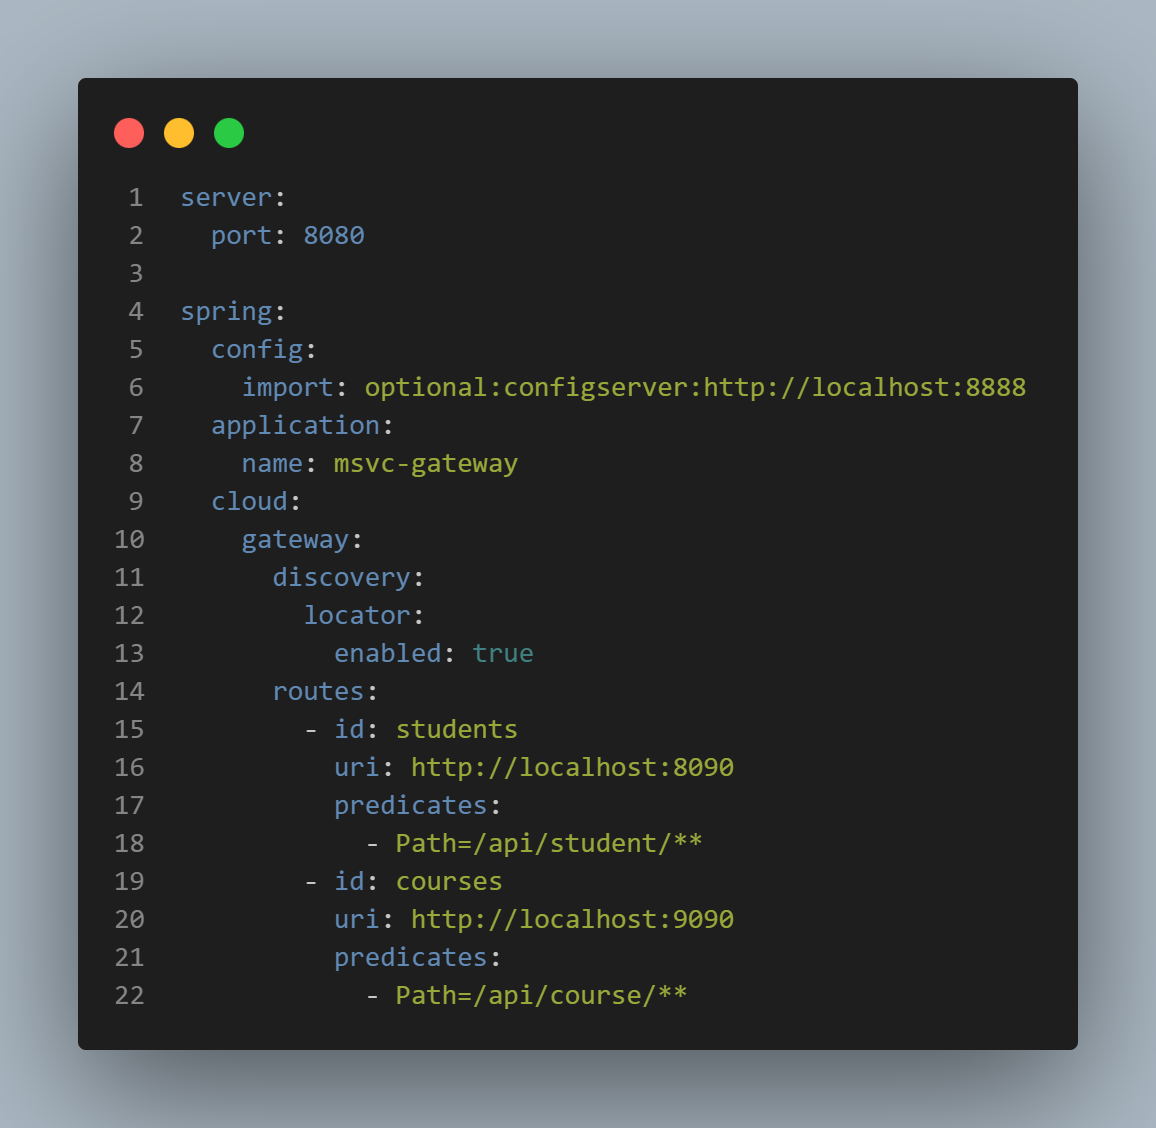 1 server:
2   port: 8080
3
4 spring:
5   config:
6     import: optional:configserver:http://localhost:8888
7   application:
8     name: msvc-gateway
9   cloud:
10     gateway:
11       discovery:
12         locator:
13           enabled: true
14       routes:
15         - id: students
16           uri: http://localhost:8090
17           predicates:
18             - Path=/api/student/**
19         - id: courses
20           uri: http://localhost:9090
21           predicates:
22             - Path=/api/course/**